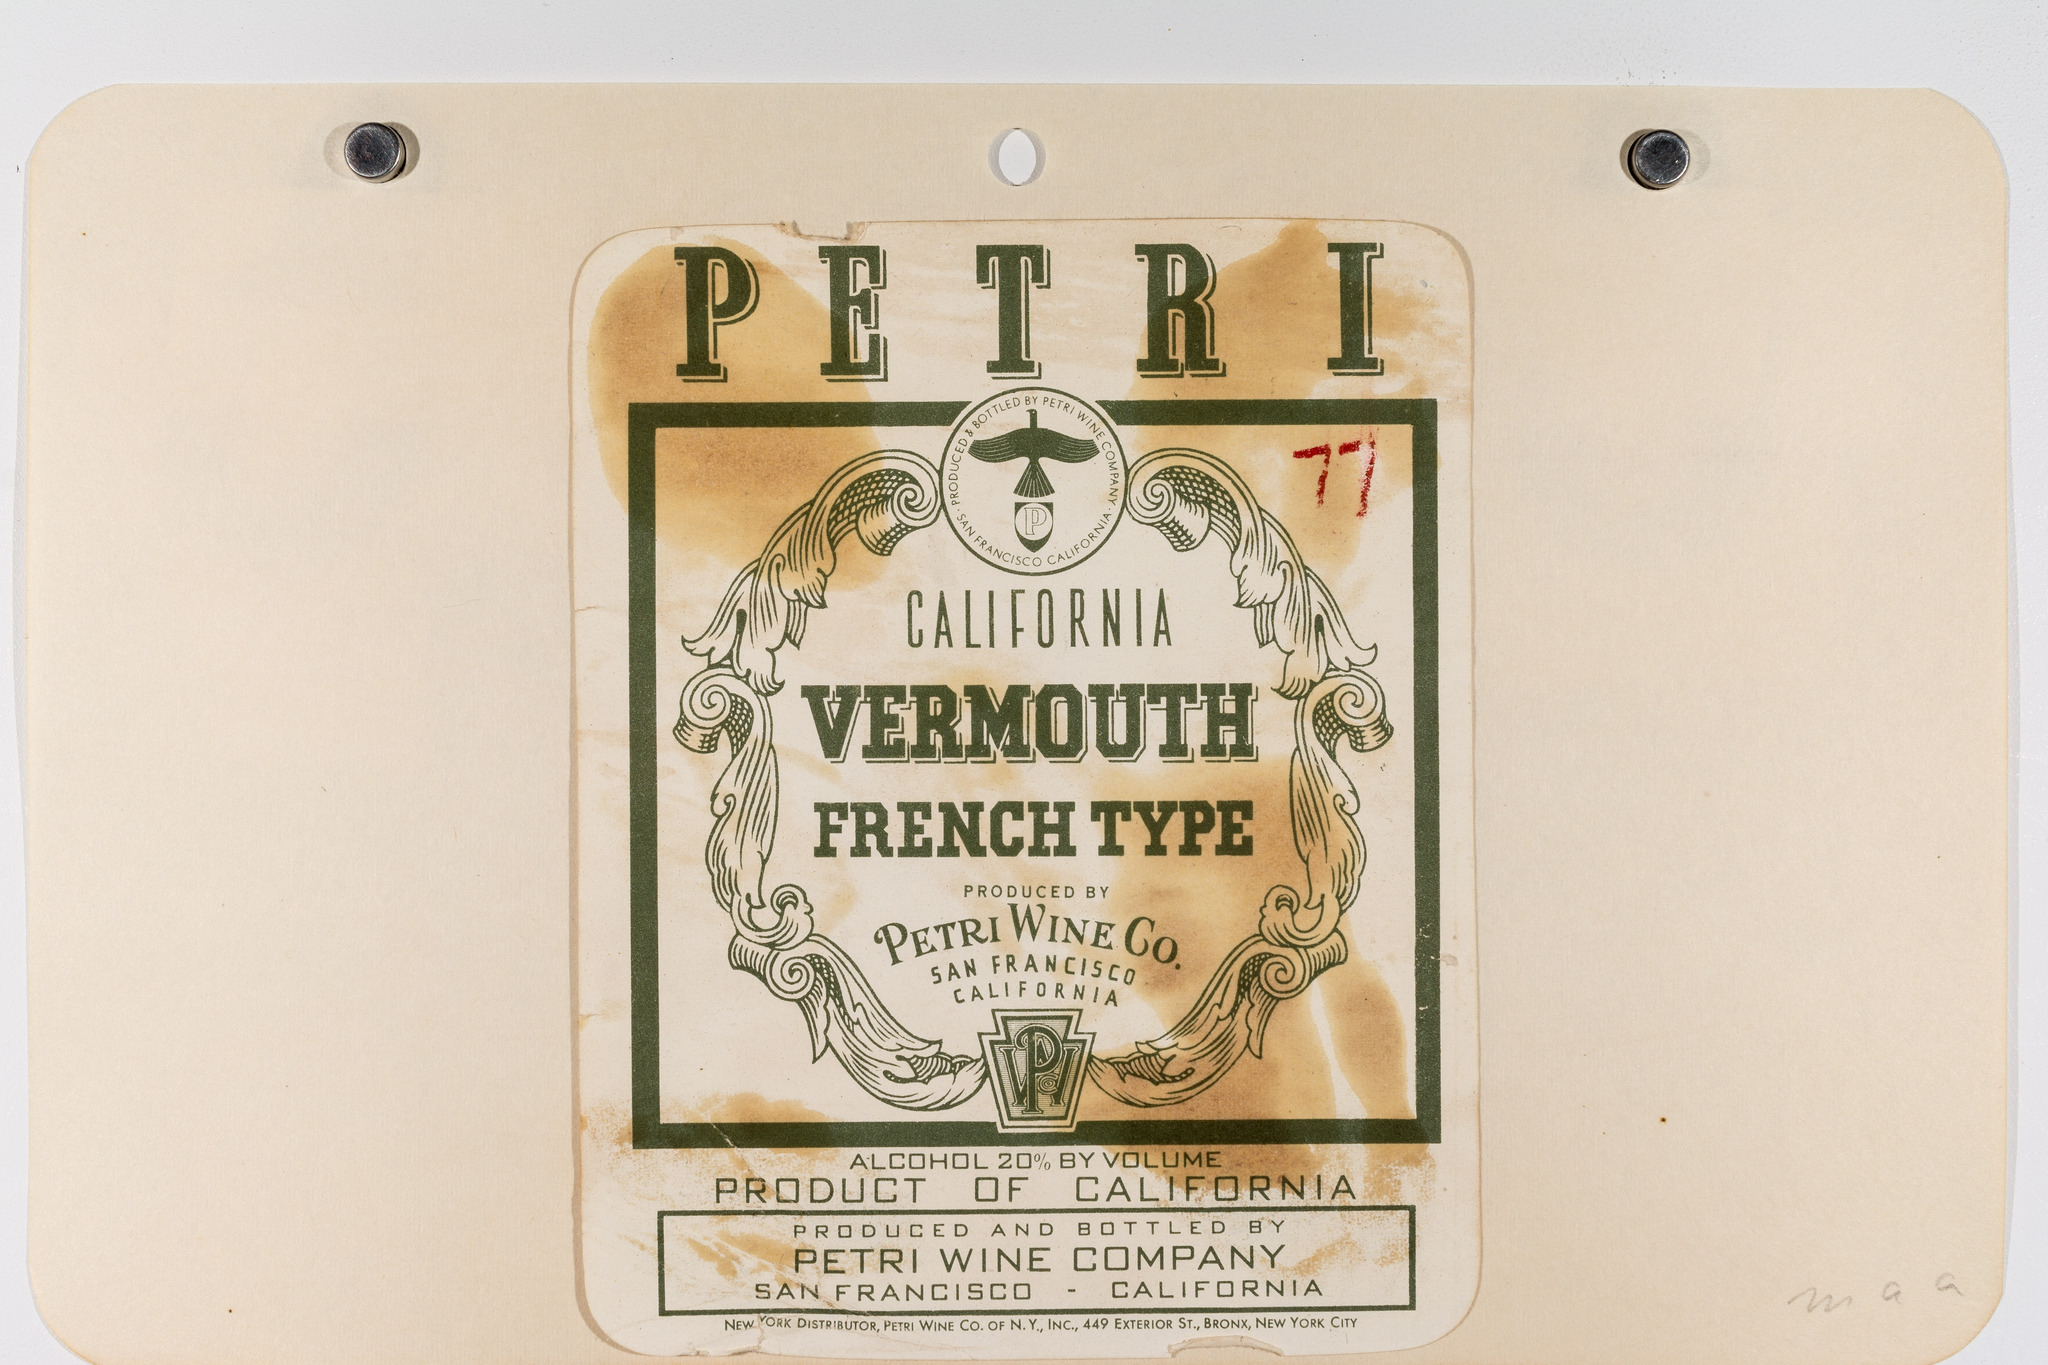 PETRI
PRODUCED & BOTTLED BY PETRI WINE COMPANY
· SAN FRANCISCO CALIFORNIA ·
P
77
CALIFORNIA
VERMOUTH
FRENCH TYPE
PRODUCED BY
PETRI WINE CO.
SAN FRANCISCO
CALIFORNIA
PWCo
ALCOHOL 20% BY VOLUME
PRODUCT OF CALIFORNIA
PRODUCED AND BOTTLED BY
PETRI WINE COMPANY
SAN FRANCISCO - CALIFORNIA
NEW YORK DISTRIBUTOR, PETRI WINE CO. OF N.Y., INC., 449 EXTERIOR ST., BRONX, NEW YORK CITY
m a a